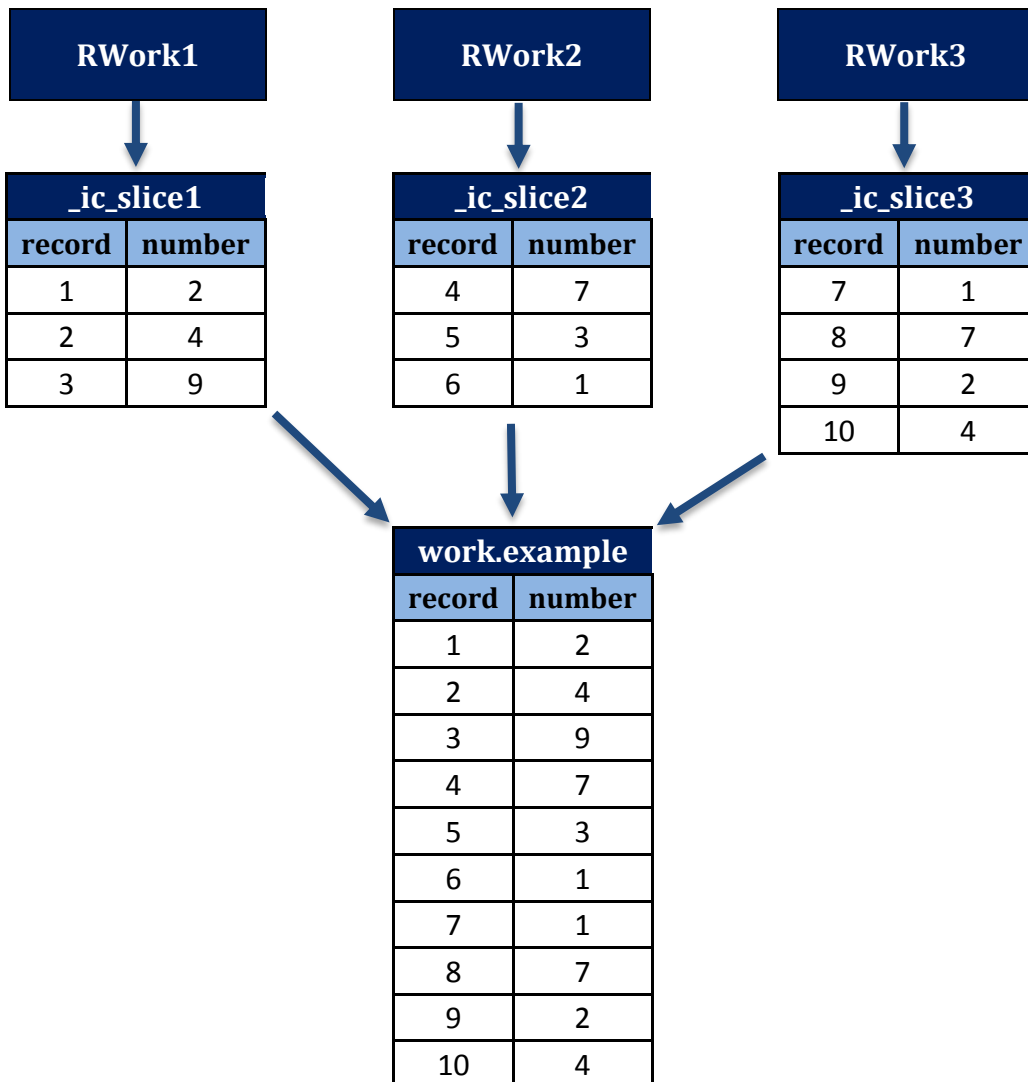 RWork1 RWork2 RWork3
_ic_slice1 _ic_slice2 _ic_slice3
record number record number record number
1 2 4 7 7 1
2 4 5 3 8 7
3 9 6 1 9 2
10 4
work.example
record number
1 2
2 4
3 9
4 7
5 3
6 1
7 1
8 7
9 2
10 4